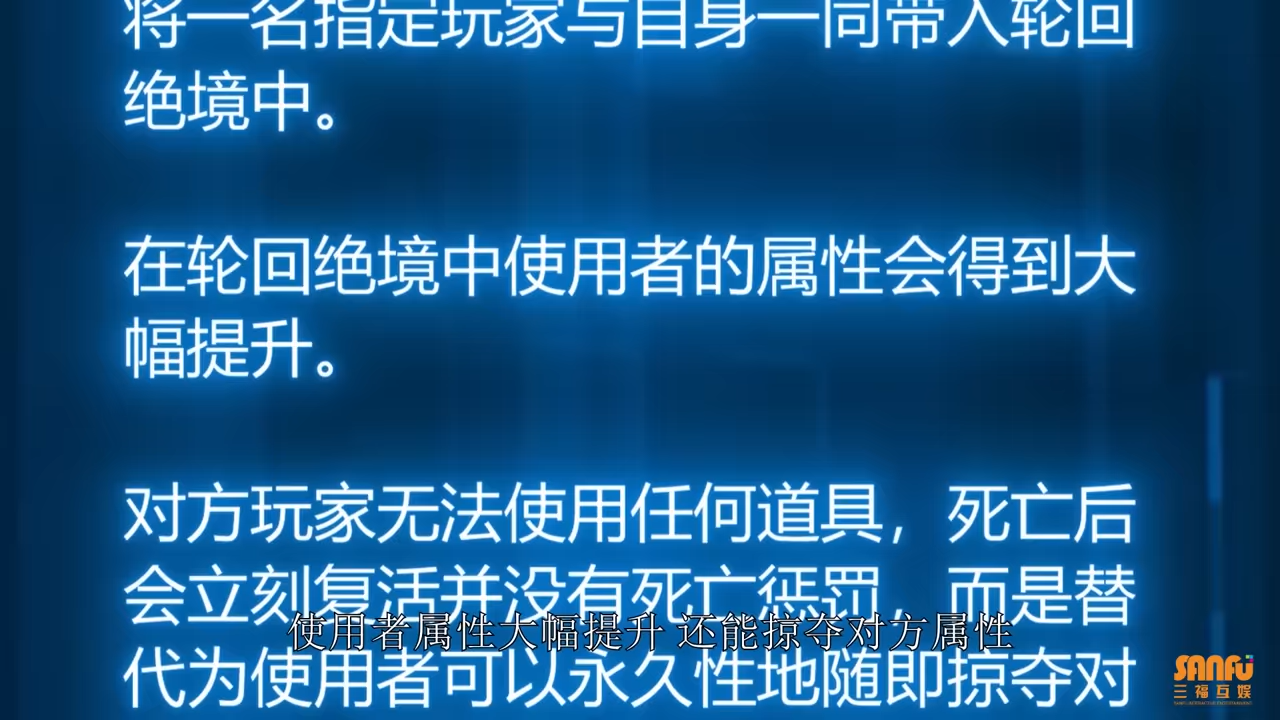 将一名指定玩家与自身一同带入轮回
绝境中。
在轮回绝境中使用者的属性会得到大
幅提升。
对方玩家无法使用任何道具，死亡后
会立刻复活并没有死亡惩罚，而是替
使用者属性大幅提升 还能掠夺对方属性
代为使用者可以永久性地随即掠夺对
SANFU
三福互娱